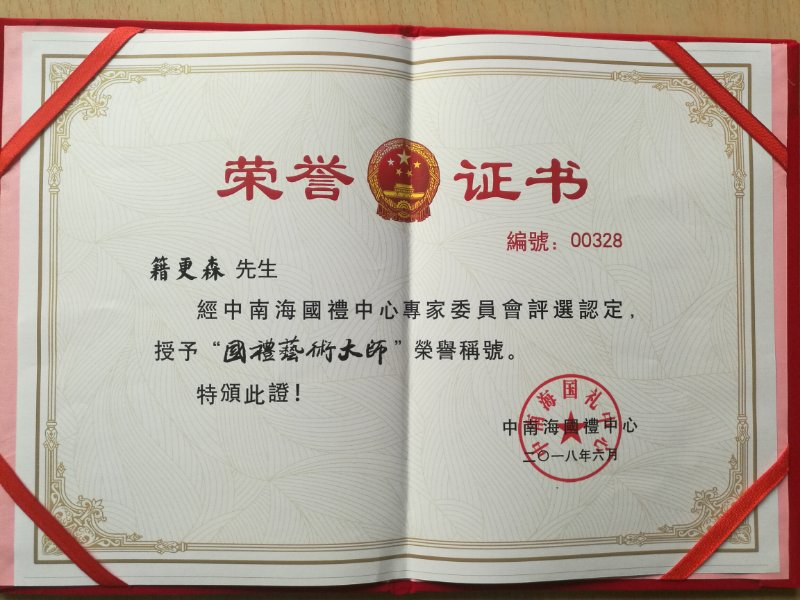 荣誉证书
編號：00328
籍更森 先生
經中南海國禮中心專家委員會評選認定，
授予“國禮藝術大师”榮譽稱號。
特頒此證！
中南海国礼中心
中南海國禮中心
二〇一八年六月